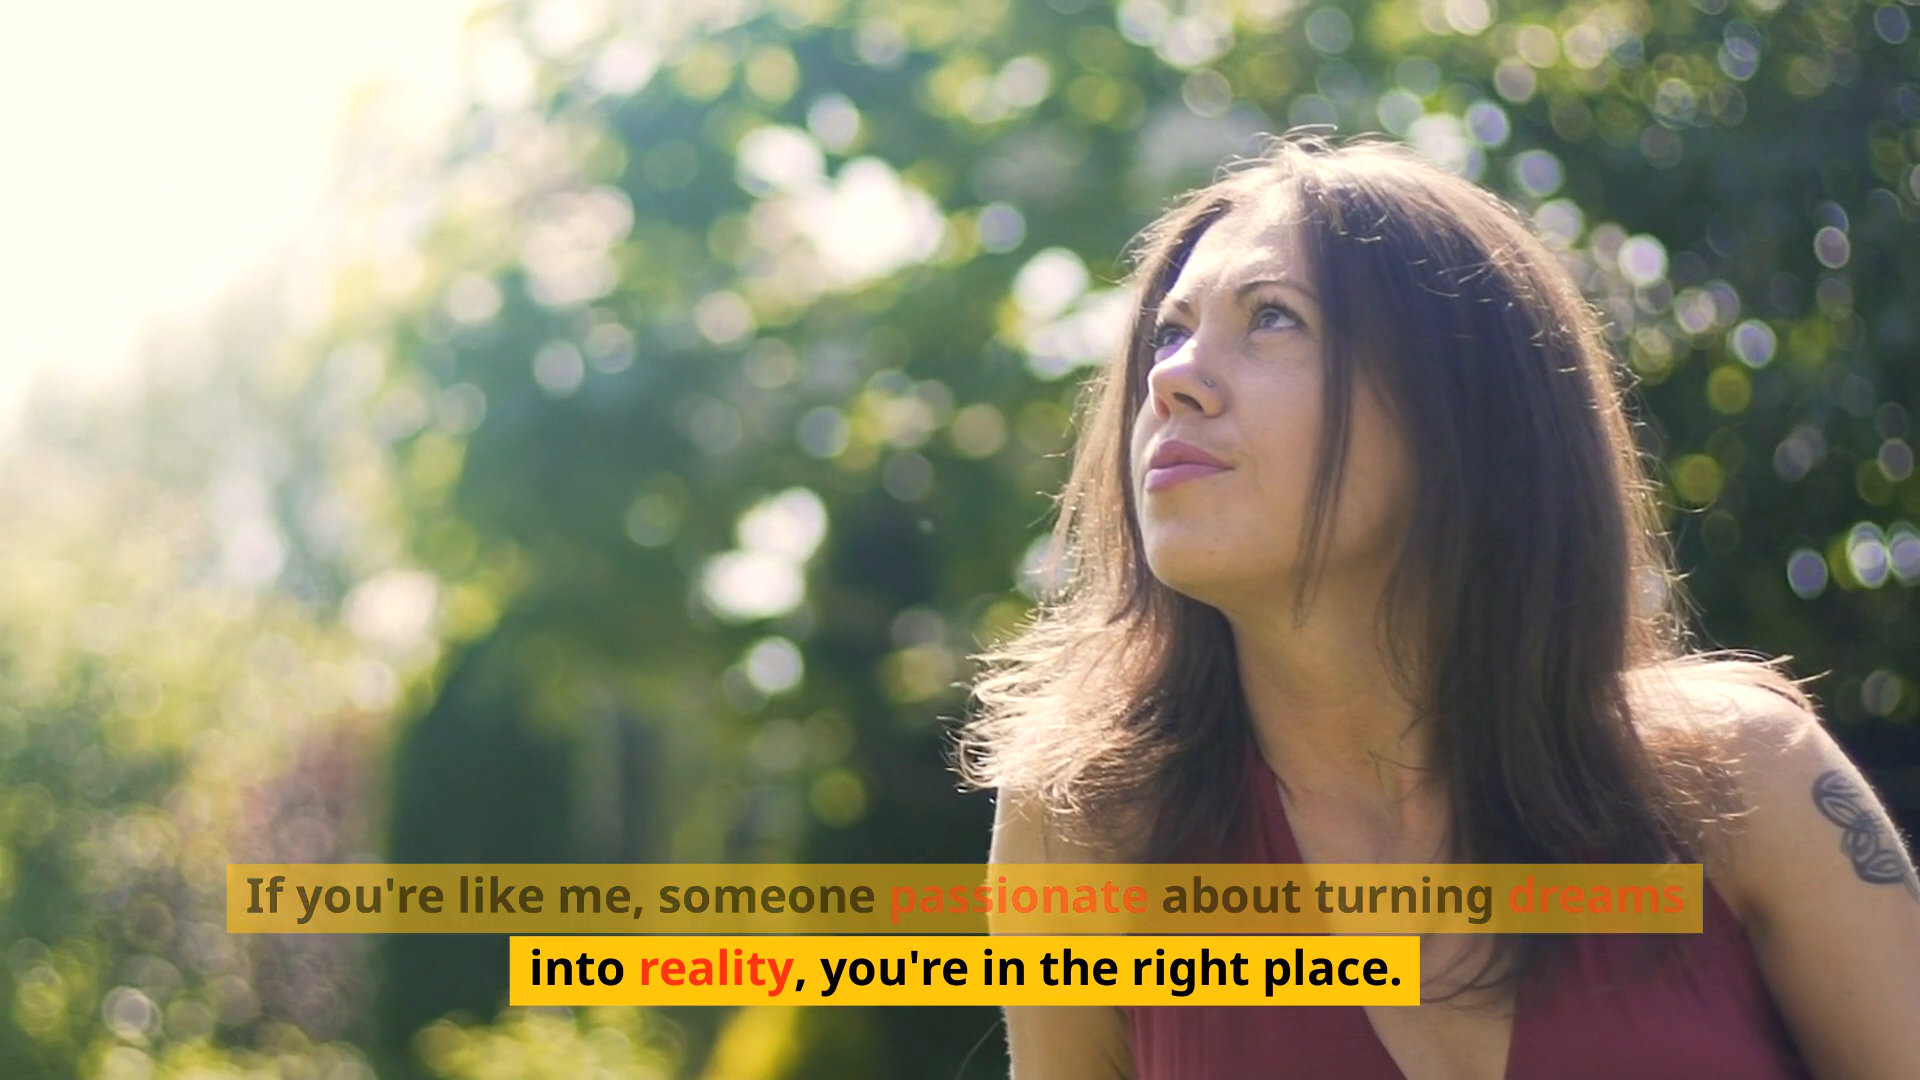 If you're like me, someone passionate about turning dreams
into reality, you're in the right place.